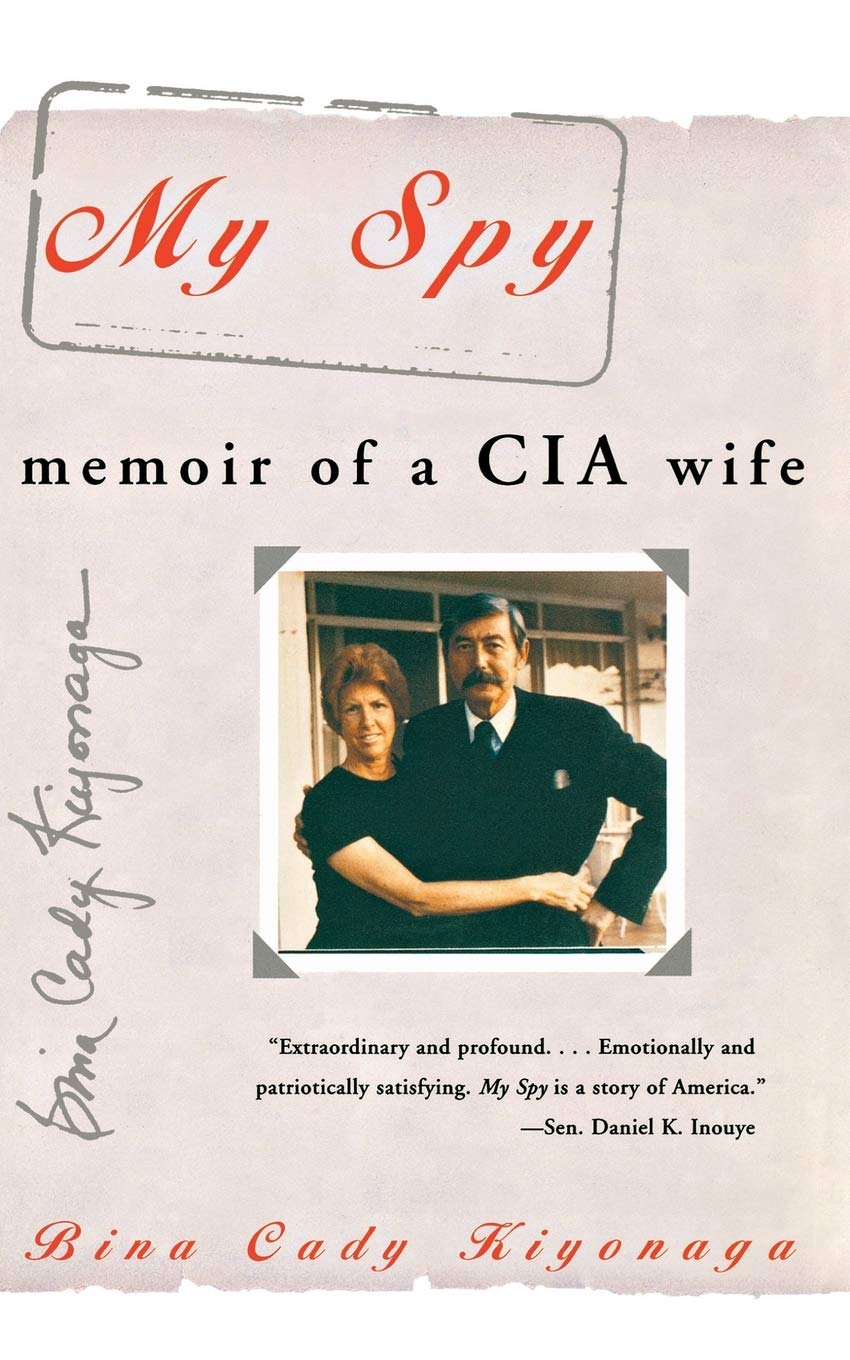 My Spy
memoir of a CIA wife
Bina Cady Kiyonaga
“Extraordinary and profound. . . . Emotionally and
patriotically satisfying. My Spy is a story of America.”
—Sen. Daniel K. Inouye
Bina Cady Kiyonaga